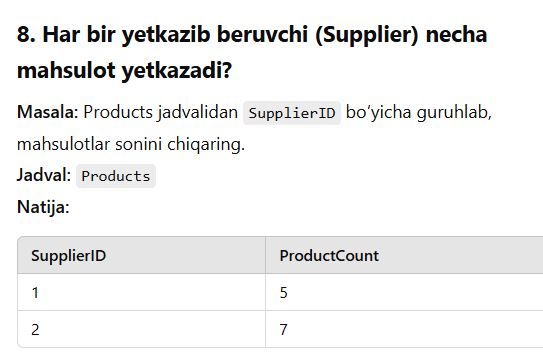 8. Har bir yetkazib beruvchi (Supplier) necha
mahsulot yetkazadi?
Masala: Products jadvalidan SupplierID bo‘yicha guruhlab,
mahsulotlar sonini chiqaring.
Jadval: Products
Natija:
SupplierID ProductCount
1 5
2 7